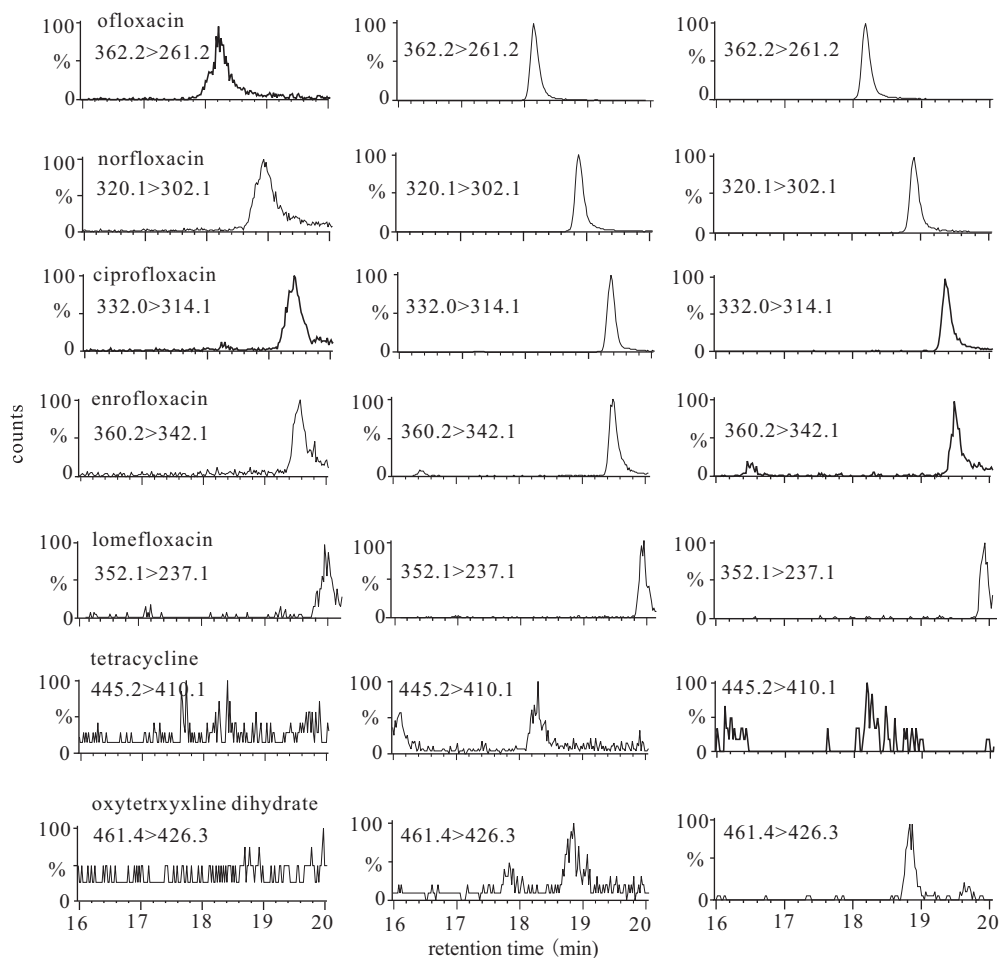 ofloxacin
100 % 0 362.2>261.2
100 % 0 362.2>261.2
100 % 0 362.2>261.2
norfloxacin
100 % 0 320.1>302.1
100 % 0 320.1>302.1
100 % 0 320.1>302.1
ciprofloxacin
100 % 0 332.0>314.1
100 % 0 332.0>314.1
100 % 0 332.0>314.1
enrofloxacin
100 % 0 360.2>342.1
100 % 0 360.2>342.1
100 % 0 360.2>342.1
counts
lomefloxacin
100 % 0 352.1>237.1
100 % 0 352.1>237.1
100 % 0 352.1>237.1
tetracycline
100 % 0 445.2>410.1
100 % 0 445.2>410.1
100 % 0 445.2>410.1
oxytetrxyxline dihydrate
100 % 0 461.4>426.3
100 % 0 461.4>426.3
100 % 0 461.4>426.3
16 17 18 19 20 16 17 18 19 20 16 17 18 19 20
retention time (min)